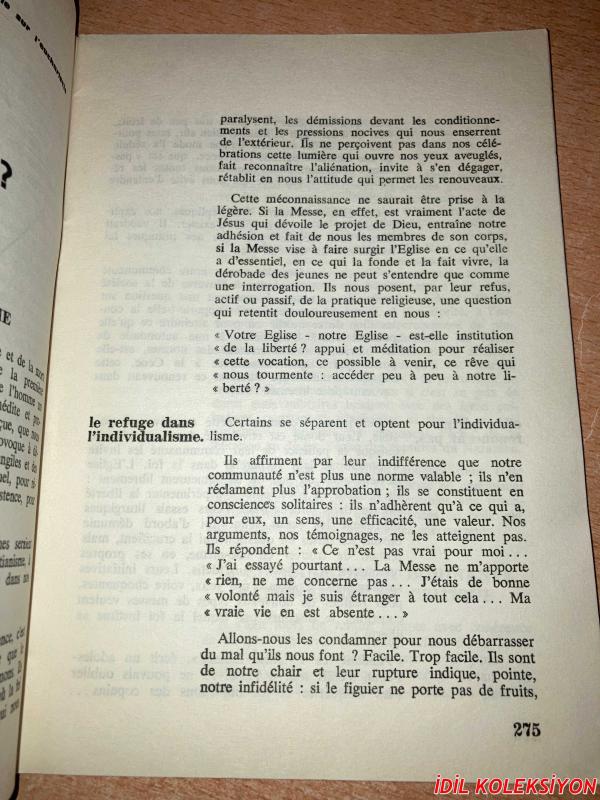 paralysent, les démissions devant les conditionne-
ments et les pressions nocives qui nous enserrent
de l'extérieur. Ils ne perçoivent pas dans nos célé-
brations cette lumière qui ouvre nos yeux aveuglés,
fait reconnaître l'aliénation, invite à s'en dégager,
rétablit en nous l'attitude qui permet les renouveaux.
Cette méconnaissance ne saurait être prise à la
légère. Si la Messe, en effet, est vraiment l'acte de
Jésus qui dévoile le projet de Dieu, entraîne notre
adhésion et fait de nous les membres de son corps,
si la Messe vise à faire surgir l'Eglise en ce qu'elle
a d'essentiel, en ce qui la fonde et la fait vivre, la
dérobade des jeunes ne peut s'entendre que comme
une interrogation. Ils nous posent, par leur refus,
actif ou passif, de la pratique religieuse, une question
qui retentit douloureusement en nous :
« Votre Eglise - notre Eglise - est-elle institution
« de la liberté ? appui et méditation pour réaliser
« cette vocation, ce possible à venir, ce rêve qui
« nous tourmente : accéder peu à peu à notre li-
« berté ? »
le refuge dans
l'individualisme.
Certains se séparent et optent pour l'individua-
lisme.
Ils affirment par leur indifférence que notre
communauté n'est plus une norme valable ; ils n'en
réclament plus l'approbation ; ils se constituent en
consciences solitaires : ils n'adhèrent qu'à ce qui a,
pour eux, un sens, une efficacité, une valeur. Nos
arguments, nos témoignages, ne les atteignent pas.
Ils répondent : « Ce n'est pas vrai pour moi...
« J'ai essayé pourtant... La Messe ne m'apporte
« rien, ne me concerne pas... J'étais de bonne
« volonté mais je suis étranger à tout cela... Ma
« vraie vie en est absente... »
Allons-nous les condamner pour nous débarrasser
du mal qu'ils nous font ? Facile. Trop facile. Ils sont
de notre chair et leur rupture indique, pointe,
notre infidélité : si le figuier ne porte pas de fruits,
275
İDİL KOLEKSİYON